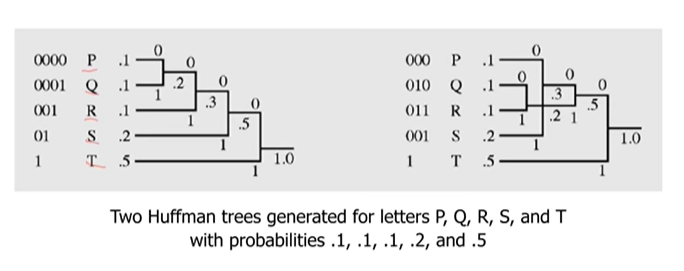 0000 P .1 0 0
0001 Q .1 1 .2 0
001 R .1 1 .3 0
01 S .2 1 .5
1 T .5 1 1.0
000 P .1 0 0
010 Q .1 0 .3 0
011 R .1 1 .2 1 .5
001 S .2 1 1.0
1 T .5 1
Two Huffman trees generated for letters P, Q, R, S, and T
with probabilities .1, .1, .1, .2, and .5